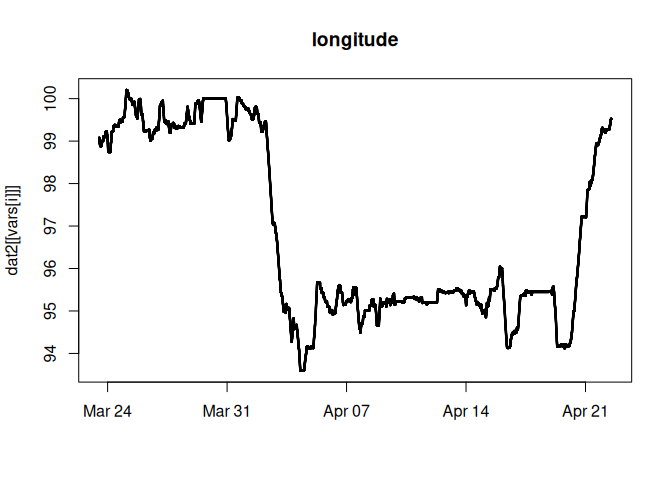 longitude
dat2[[vars[i]]]
100
99
98
97
96
95
94
Mar 24
Mar 31
Apr 07
Apr 14
Apr 21